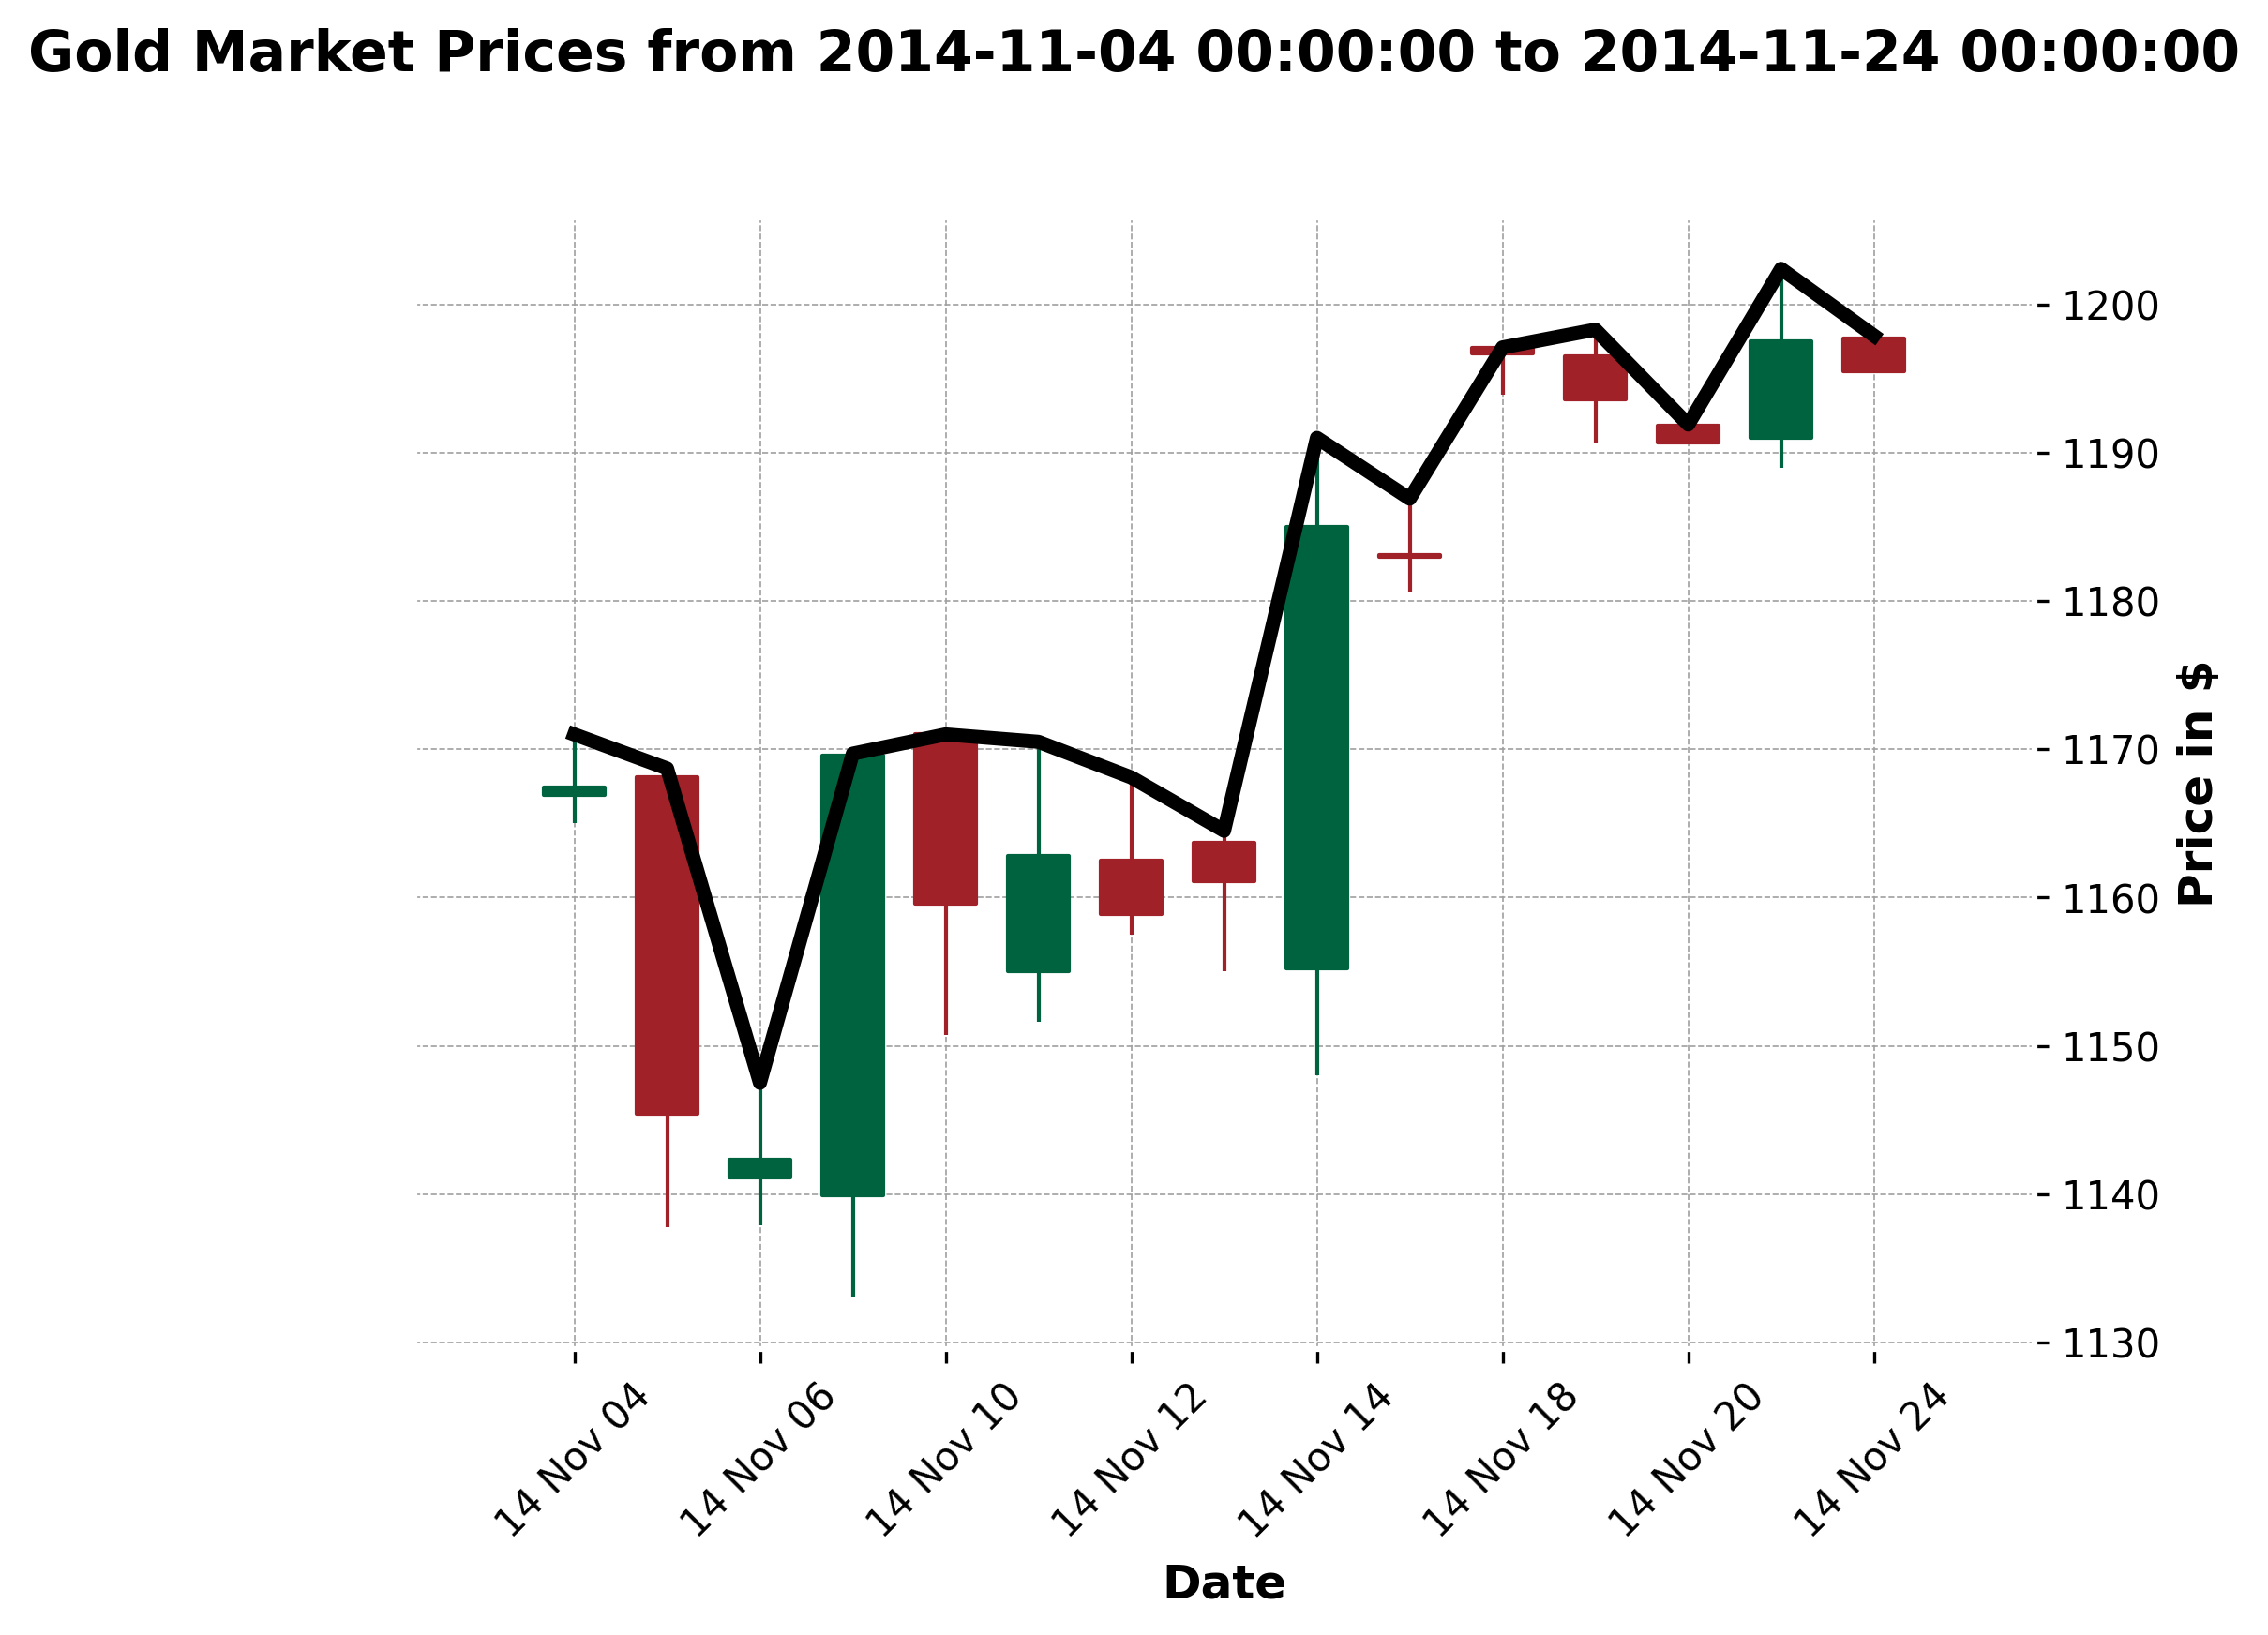 Gold Market Prices from 2014-11-04 00:00:00 to 2014-11-24 00:00:00
1200
1190
1180
1170
1160
1150
1140
1130
Price in $
14 Nov 04
14 Nov 06
14 Nov 10
14 Nov 12
14 Nov 14
14 Nov 18
14 Nov 20
14 Nov 24
Date